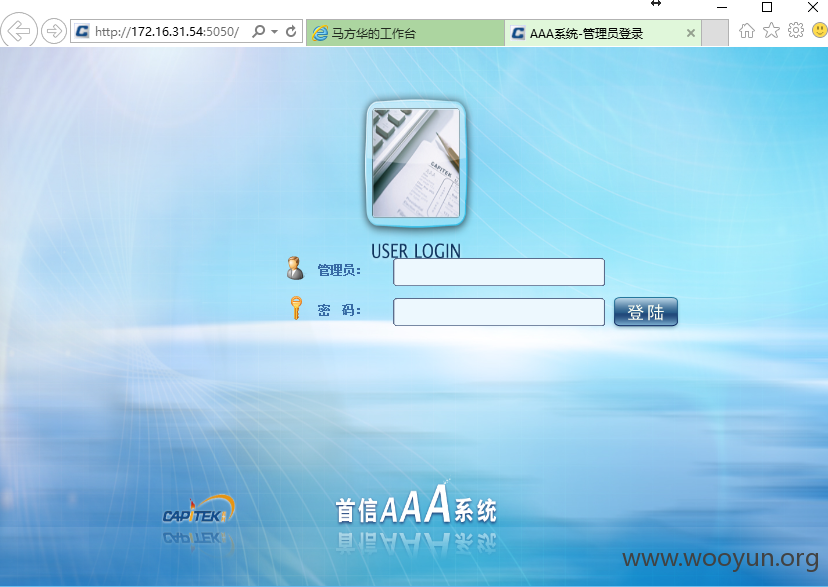 http://172.16.31.54:5050/
马方华的工作台
AAA系统-管理员登录
CAPITEK
AAA
USER LOGIN
管理员：
密 码：
登陆
CAPITEK
首信AAA系统
www.wooyun.org